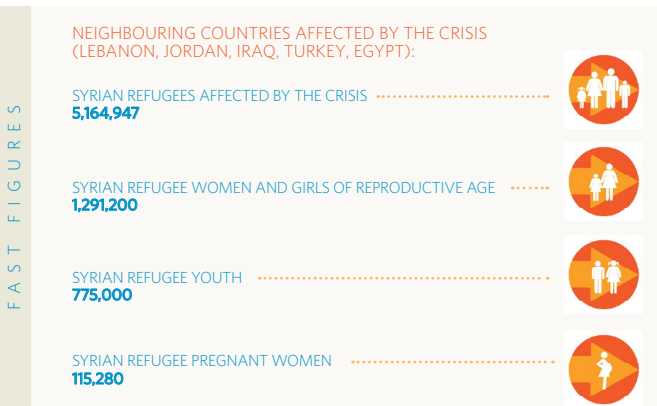 FAST FIGURES
NEIGHBOURING COUNTRIES AFFECTED BY THE CRISIS
(LEBANON, JORDAN, IRAQ, TURKEY, EGYPT):
SYRIAN REFUGEES AFFECTED BY THE CRISIS
5,164,947
SYRIAN REFUGEE WOMEN AND GIRLS OF REPRODUCTIVE AGE
1,291,200
SYRIAN REFUGEE YOUTH
775,000
SYRIAN REFUGEE PREGNANT WOMEN
115,280